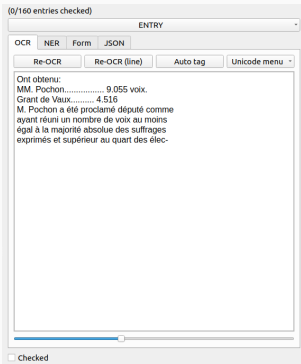 (0/160 entries checked)
ENTRY
OCR NER Form JSON
Re-OCR Re-OCR (line) Auto tag Unicode menu
Ont obtenu:
MM. Pochon................. 9.055 voix.
Grant de Vaux.......... 4.516
M. Pochon a été proclamé député comme
ayant réuni un nombre de voix au moins
égal à la majorité absolue des suffrages
exprimés et supérieur au quart des élec-
Checked